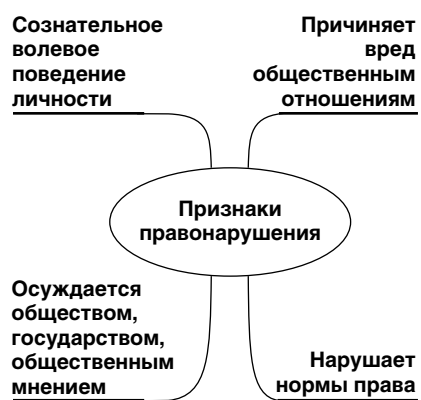 Сознательное
волевое
поведение
личности
Причиняет
вред
общественным
отношениям
Признаки
правонарушения
Осуждается
обществом,
государством,
общественным
мнением
Нарушает
нормы права